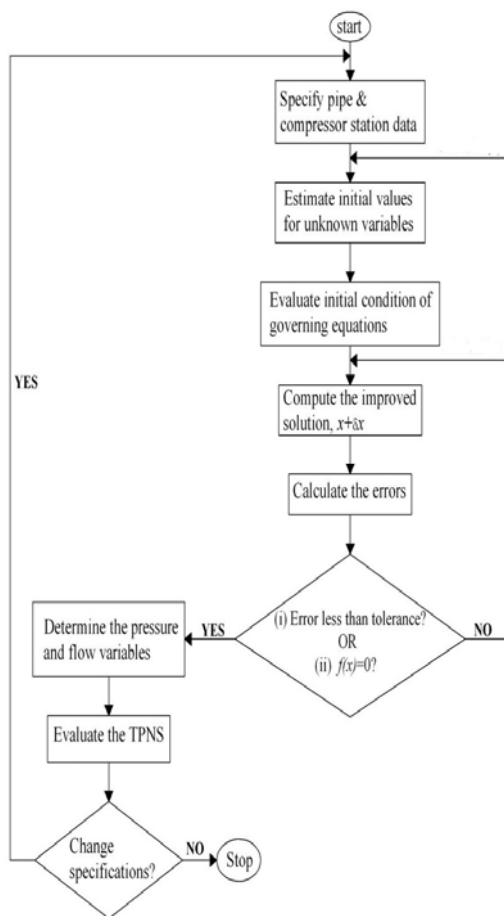 start
Specify pipe &
compressor station data
Estimate initial values
for unknown variables
Evaluate initial condition of
governing equations
YES
Compute the improved
solution, x+δx
Calculate the errors
(i) Error less than tolerance?
OR
(ii) f(x)=0?
NO
YES
Determine the pressure
and flow variables
Evaluate the TPNS
Change
specifications?
NO
Stop